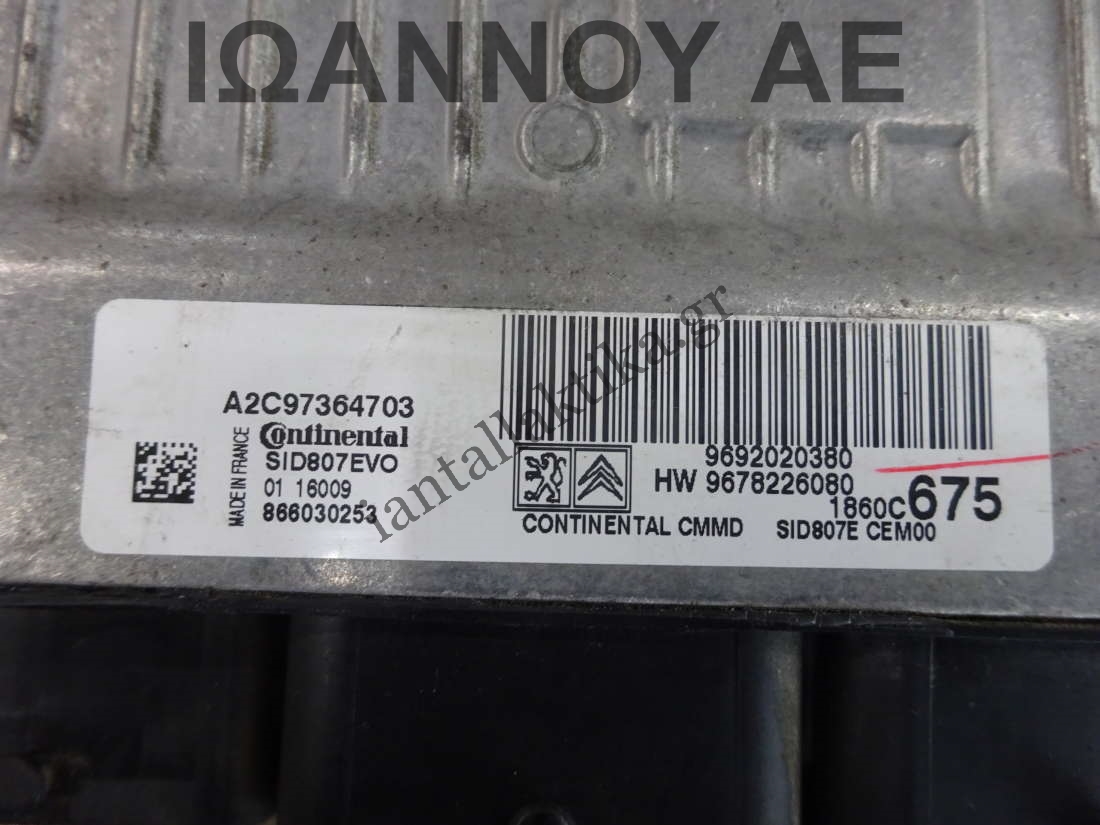 ΙΩΑΝΝΟΥ ΑΕ
iantallaktika.gr
A2C97364703
MADE IN FRANCE
Continental
SID807EVO
01 16009
866030253
9692020380
HW 9678226080
1860C675
CONTINENTAL CMMD SID807E CEM00